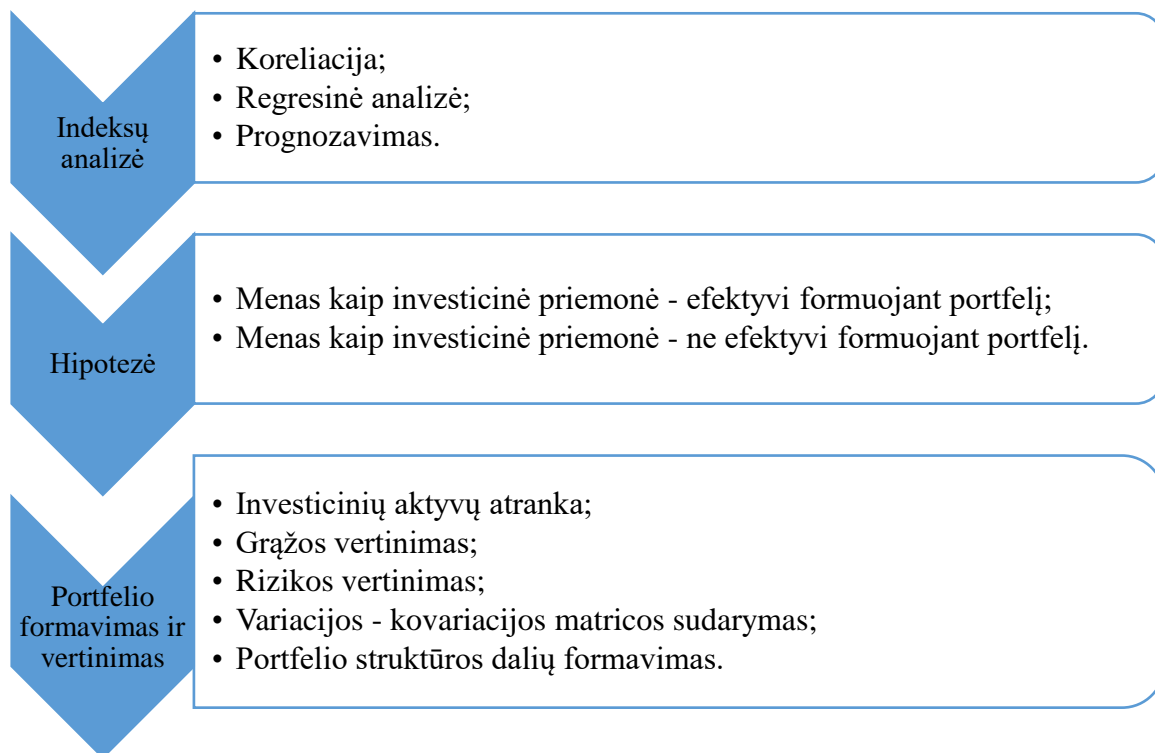 Indeksų
analizė
• Koreliacija;
• Regresinė analizė;
• Prognozavimas.
Hipotezė
• Menas kaip investicinė priemonė - efektyvi formuojant portfelį;
• Menas kaip investicinė priemonė - ne efektyvi formuojant portfelį.
Portfelio
formavimas ir
vertinimas
• Investicinių aktyvų atranka;
• Grąžos vertinimas;
• Rizikos vertinimas;
• Variacijos - kovariacijos matricos sudarymas;
• Portfelio struktūros dalių formavimas.